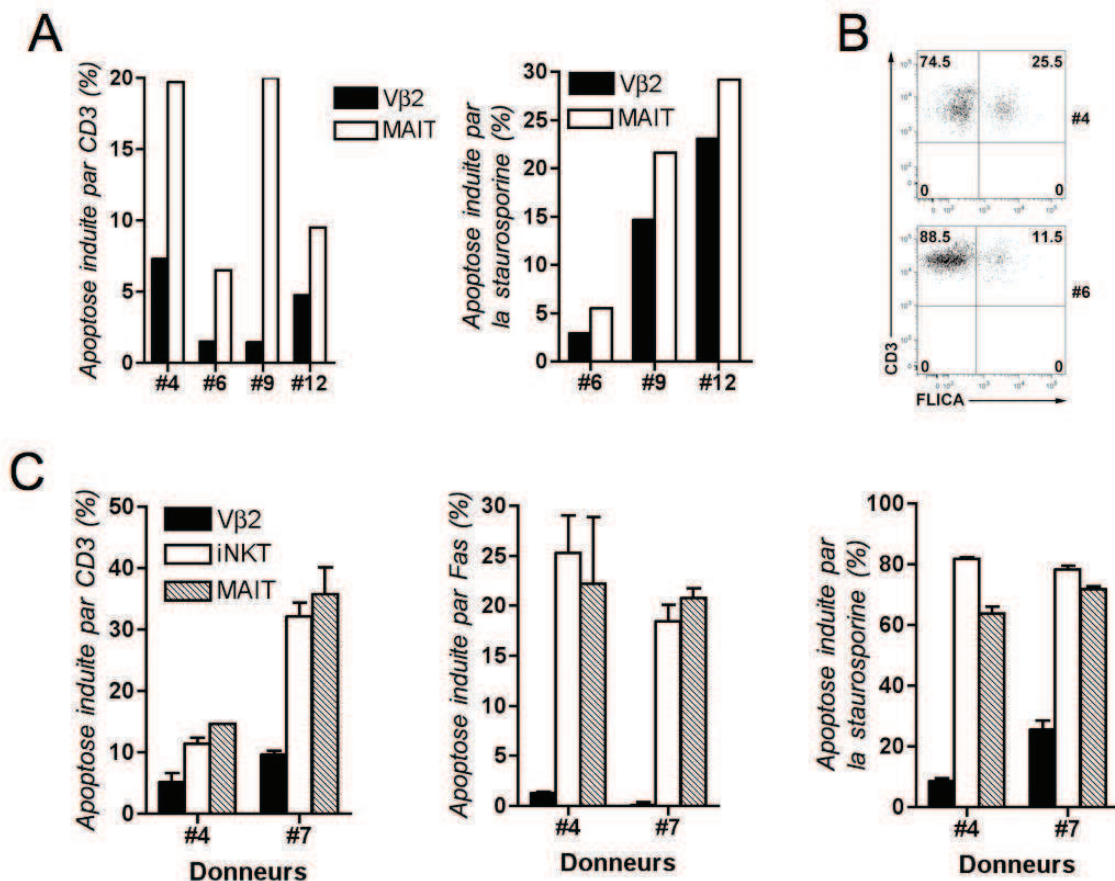 A
Apoptose induite par CD3 (%)
20
15
10
5
0
#4 #6 #9 #12
Vβ2
MAIT
Apoptose induite par
la staurosporine (%)
30
25
20
15
10
5
0
#6 #9 #12
Vβ2
MAIT
B
74.5 25.5
0 0
#4
88.5 11.5
0 0
#6
CD3
FLICA
C
Apoptose induite par CD3 (%)
50
40
30
20
10
0
Vβ2
iNKT
MAIT
#4 #7
Donneurs
Apoptose induite par Fas (%)
30
25
20
15
10
5
0
#4 #7
Donneurs
Apoptose induite par
la staurosporine (%)
100
80
60
40
20
0
#4 #7
Donneurs